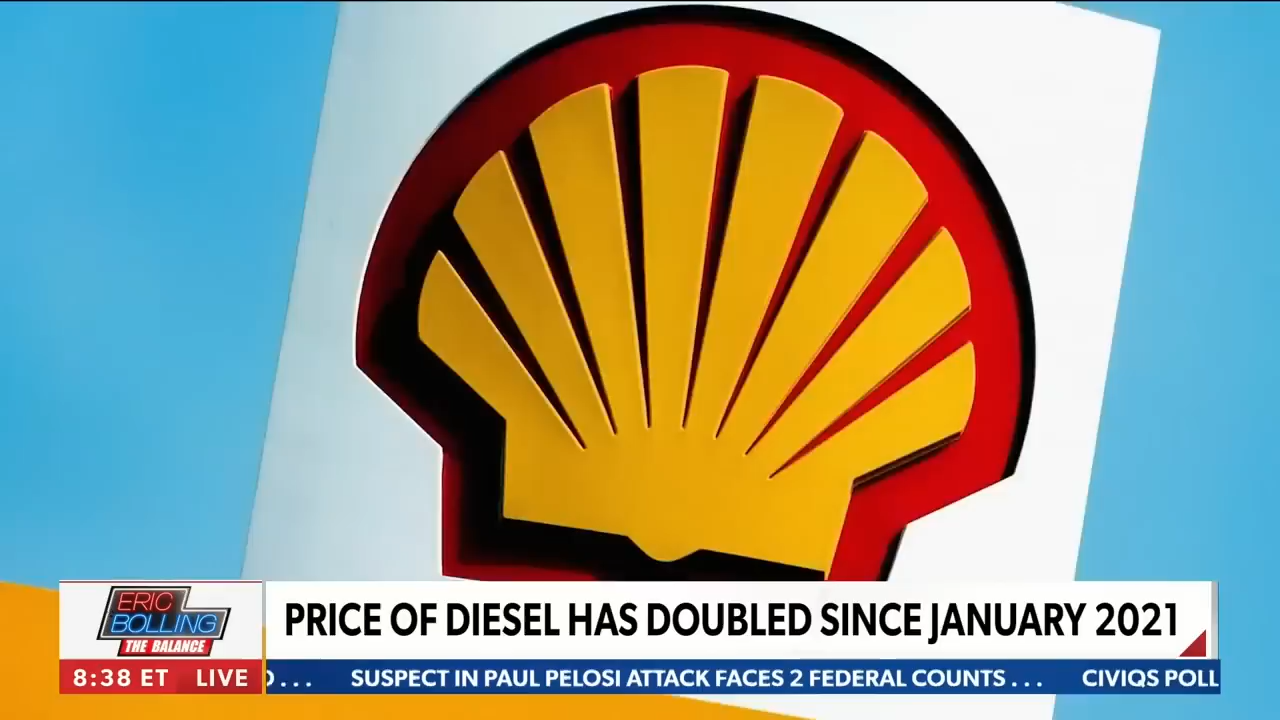 ERIC
BOLLING
THE BALANCE
PRICE OF DIESEL HAS DOUBLED SINCE JANUARY 2021
8:38 ET LIVE
... SUSPECT IN PAUL PELOSI ATTACK FACES 2 FEDERAL COUNTS ... CIVIQS POLL